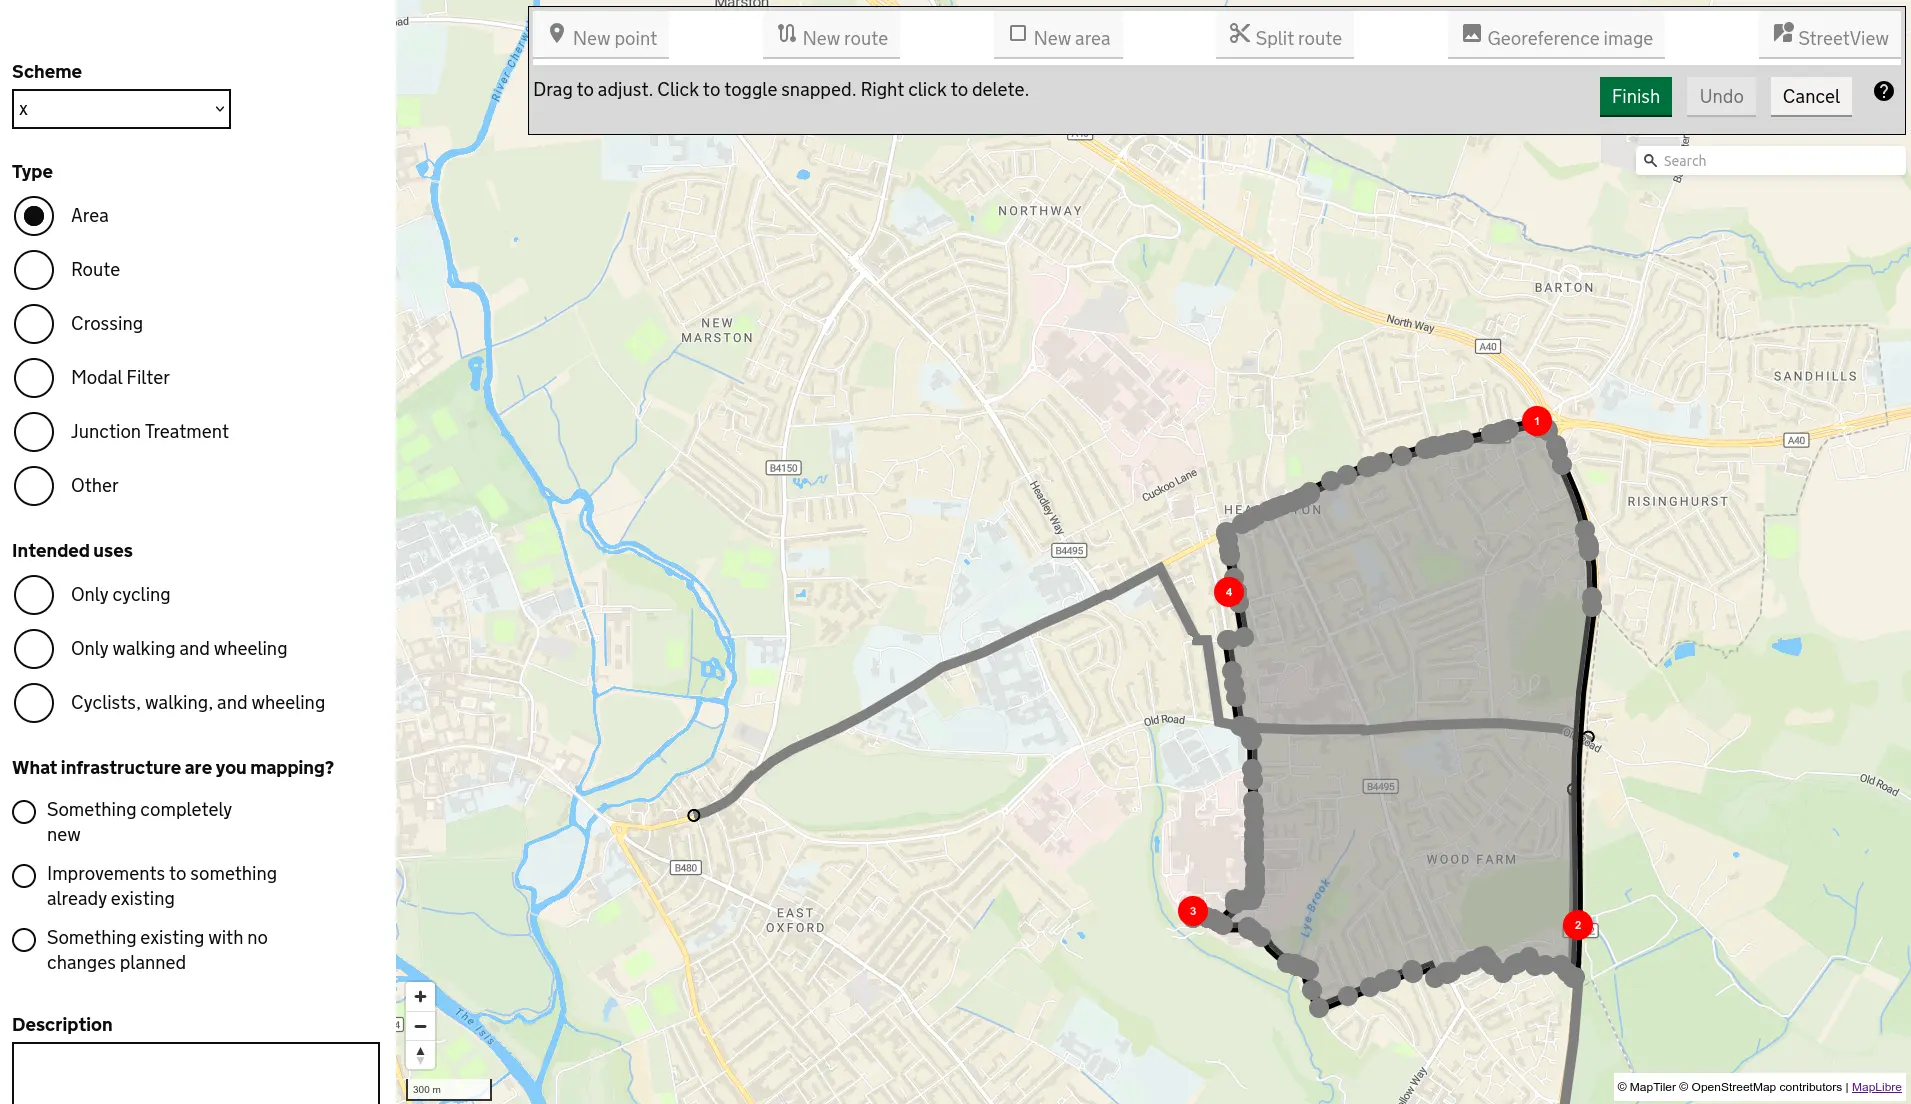 Marston
New point
New route
New area
Split route
Georeference image
StreetView
Drag to adjust. Click to toggle snapped. Right click to delete.
Finish
Undo
Cancel
?
Search
Scheme
x
Type
Area
Route
Crossing
Modal Filter
Junction Treatment
Other
Intended uses
Only cycling
Only walking and wheeling
Cyclists, walking, and wheeling
What infrastructure are you mapping?
Something completely
new
Improvements to something
already existing
Something existing with no
changes planned
Description
NORTHWAY
BARTON
North Way
NEW
MARSTON
A40
SANDHILLS
1
A40
B4150
Cuckoo Lane
Headley Way
RISINGHURST
B4495
4
Old Road
Old Road
Old Road
B4495
WOOD FARM
B480
EAST
OXFORD
Lye Brook
3
2
The Isis
+
−
300 m
© MapTiler © OpenStreetMap contributors | MapLibre